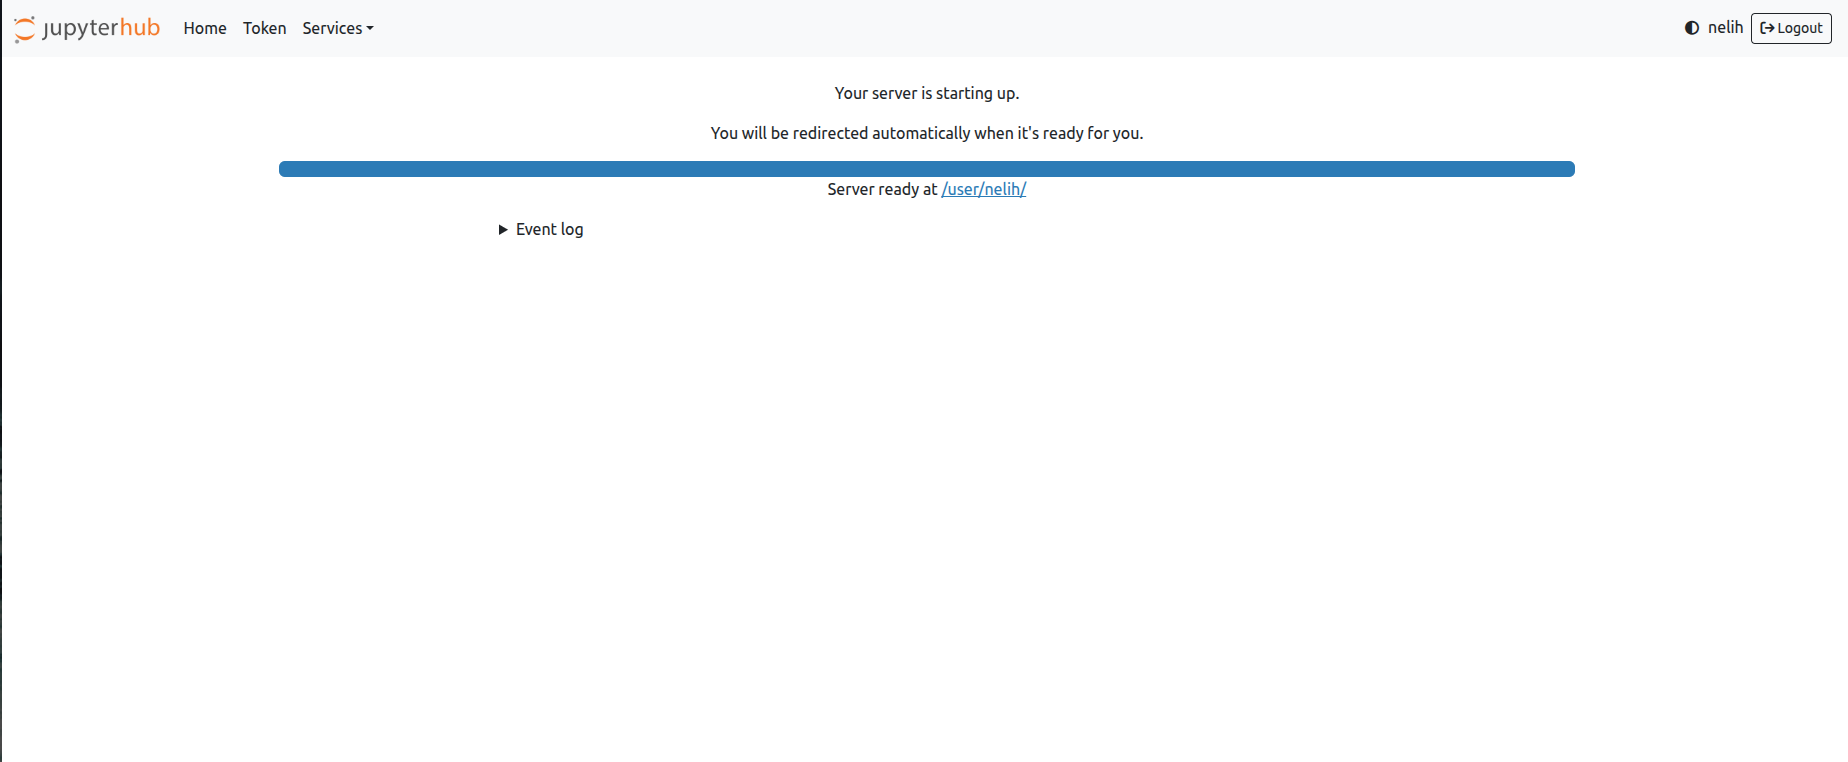 jupyterhub Home Token Services nelih Logout
Your server is starting up.
You will be redirected automatically when it's ready for you.
Server ready at /user/nelih/
Event log